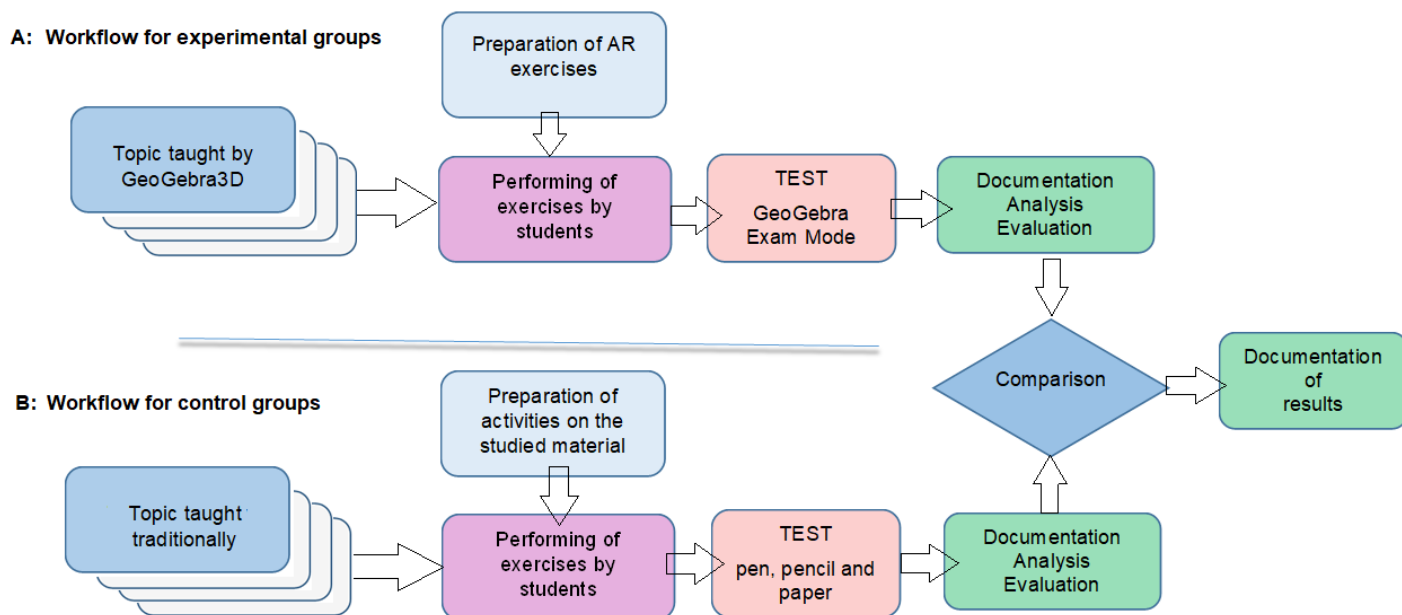 A: Workflow for experimental groups
Preparation of AR
exercises
Topic taught by
GeoGebra3D
Performing of
exercises by
students
TEST
GeoGebra
Exam Mode
Documentation
Analysis
Evaluation
Comparison
Documentation
of
results
B: Workflow for control groups
Preparation of
activities on the
studied material
Topic taught
traditionally
Performing of
exercises by
students
TEST
pen, pencil and
paper
Documentation
Analysis
Evaluation